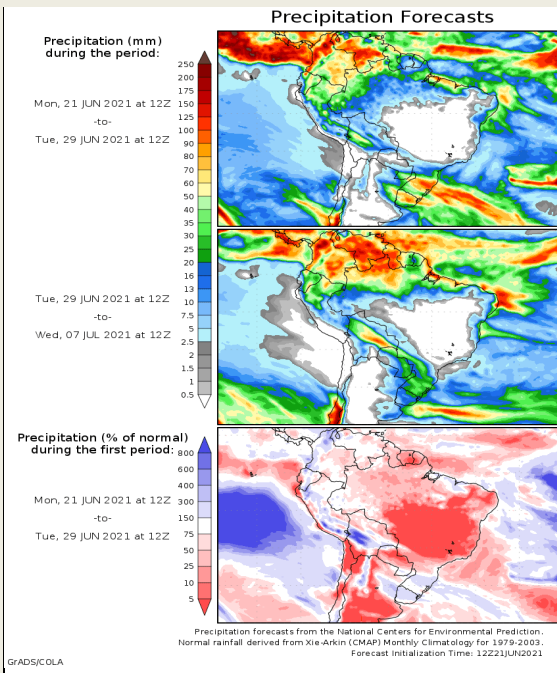 Precipitation Forecasts
Precipitation (mm)
during the period:
Mon, 21 JUN 2021 at 12Z
-to-
Tue, 29 JUN 2021 at 12Z
Tue, 29 JUN 2021 at 12Z
-to-
Wed, 07 JUL 2021 at 12Z
250
200
175
150
125
100
90
80
70
60
50
40
35
30
25
20
16
13
10
7.5
5
2.5
2
1.5
1
0.5
Precipitation (% of normal)
during the first period:
Mon, 21 JUN 2021 at 12Z
-to-
Tue, 29 JUN 2021 at 12Z
800
600
400
300
150
75
50
25
10
5
Precipitation forecasts from the National Centers for Environmental Prediction.
Normal rainfall derived from Xie-Arkin (CMAP) Monthly Climatology for 1979-2003.
Forecast Initialization Time: 12Z21JUN2021
GrADS/COLA